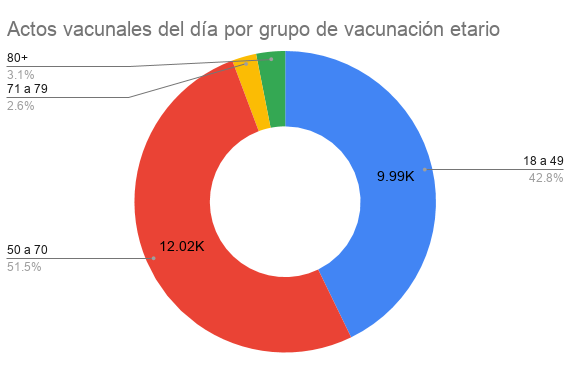 Actos vacunales del día por grupo de vacunación etario
80+
3.1%
71 a 79
2.6%
18 a 49
42.8%
9.99K
12.02K
50 a 70
51.5%